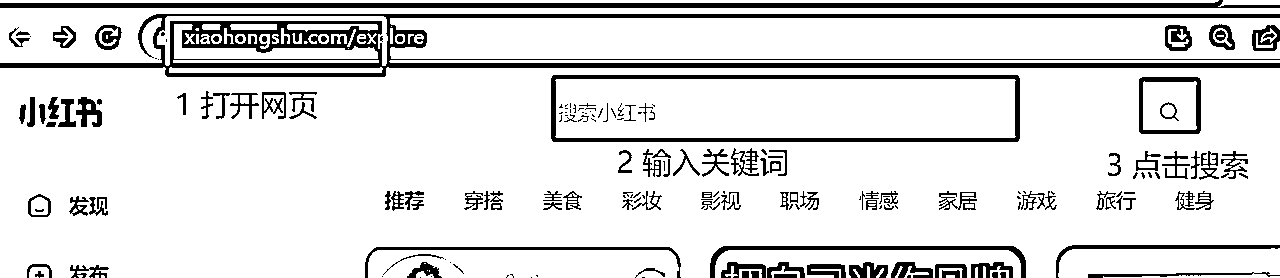 xiaohongshu.com/explore
小红书
1 打开网页
搜索小红书
2 输入关键词
3 点击搜索
推荐 穿搭 美食 彩妆 影视 职场 情感 家居 游戏 旅行 健身
发现
发布